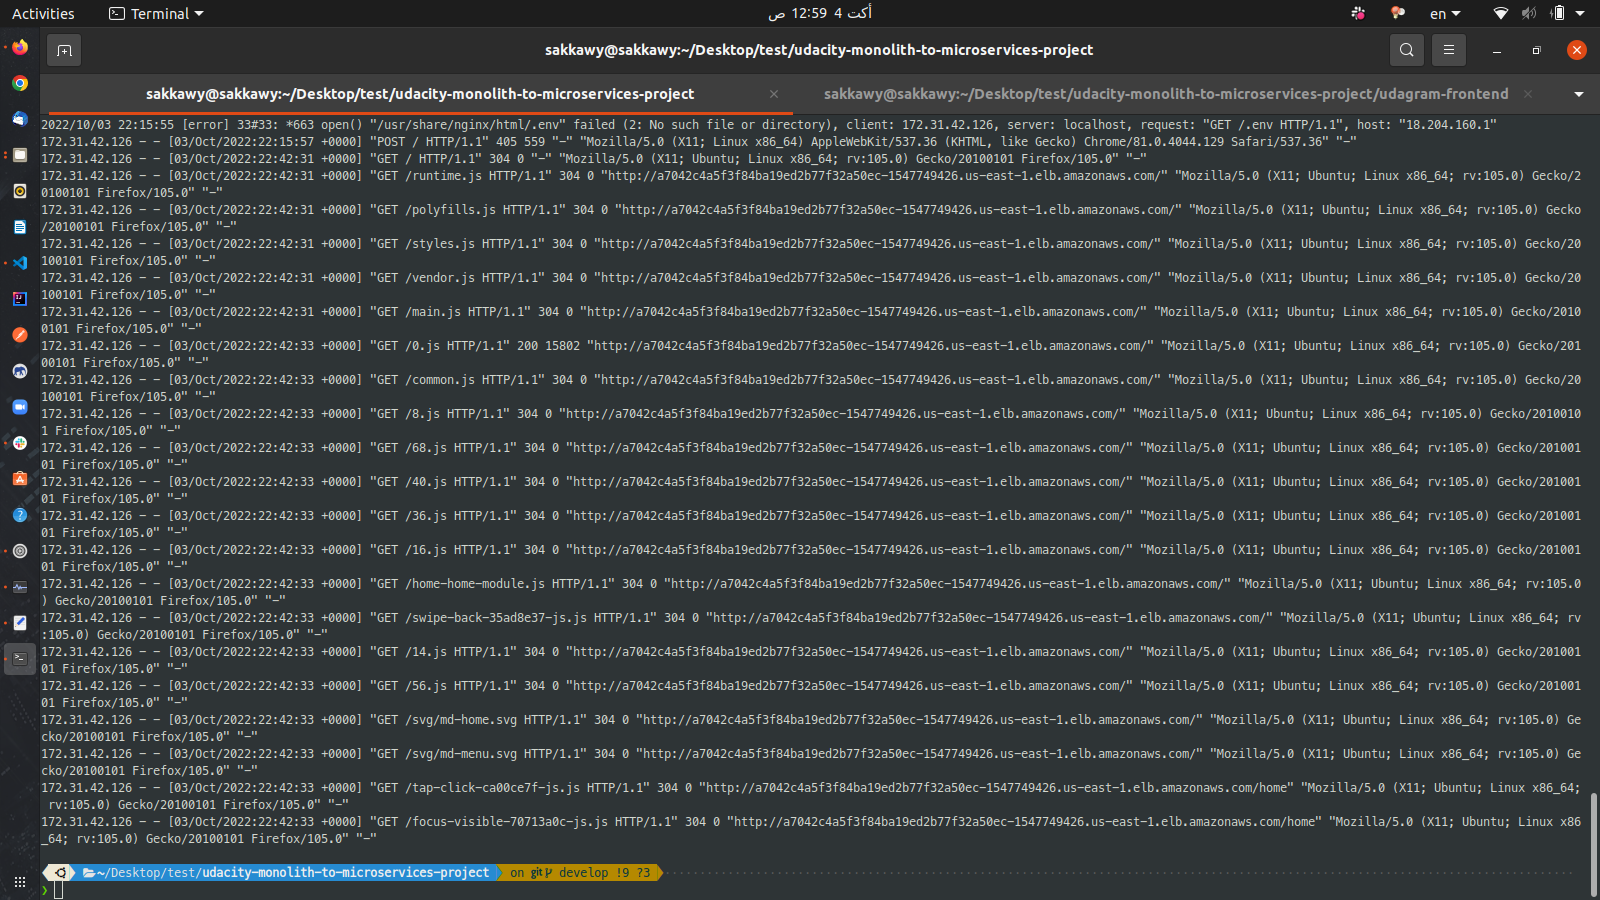 Activities
Terminal
أكت 4 12:59 ص
en
sakkawy@sakkawy:~/Desktop/test/udacity-monolith-to-microservices-project
sakkawy@sakkawy:~/Desktop/test/udacity-monolith-to-microservices-project
sakkawy@sakkawy:~/Desktop/test/udacity-monolith-to-microservices-project/udagram-frontend
2022/10/03 22:15:55 [error] 33#33: *663 open() "/usr/share/nginx/html/.env" failed (2: No such file or directory), client: 172.31.42.126, server: localhost, request: "GET /.env HTTP/1.1", host: "18.204.160.1"
172.31.42.126 - - [03/Oct/2022:22:15:57 +0000] "POST / HTTP/1.1" 405 559 "-" "Mozilla/5.0 (X11; Linux x86_64) AppleWebKit/537.36 (KHTML, like Gecko) Chrome/81.0.4044.129 Safari/537.36" "-"
172.31.42.126 - - [03/Oct/2022:22:42:31 +0000] "GET / HTTP/1.1" 304 0 "-" "Mozilla/5.0 (X11; Ubuntu; Linux x86_64; rv:105.0) Gecko/20100101 Firefox/105.0" "-"
172.31.42.126 - - [03/Oct/2022:22:42:31 +0000] "GET /runtime.js HTTP/1.1" 304 0 "http://a7042c4a5f3f84ba19ed2b77f32a50ec-1547749426.us-east-1.elb.amazonaws.com/" "Mozilla/5.0 (X11; Ubuntu; Linux x86_64; rv:105.0) Gecko/2
0100101 Firefox/105.0" "-"
172.31.42.126 - - [03/Oct/2022:22:42:31 +0000] "GET /polyfills.js HTTP/1.1" 304 0 "http://a7042c4a5f3f84ba19ed2b77f32a50ec-1547749426.us-east-1.elb.amazonaws.com/" "Mozilla/5.0 (X11; Ubuntu; Linux x86_64; rv:105.0) Gecko
/20100101 Firefox/105.0" "-"
172.31.42.126 - - [03/Oct/2022:22:42:31 +0000] "GET /styles.js HTTP/1.1" 304 0 "http://a7042c4a5f3f84ba19ed2b77f32a50ec-1547749426.us-east-1.elb.amazonaws.com/" "Mozilla/5.0 (X11; Ubuntu; Linux x86_64; rv:105.0) Gecko/20
100101 Firefox/105.0" "-"
172.31.42.126 - - [03/Oct/2022:22:42:31 +0000] "GET /vendor.js HTTP/1.1" 304 0 "http://a7042c4a5f3f84ba19ed2b77f32a50ec-1547749426.us-east-1.elb.amazonaws.com/" "Mozilla/5.0 (X11; Ubuntu; Linux x86_64; rv:105.0) Gecko/20
100101 Firefox/105.0" "-"
172.31.42.126 - - [03/Oct/2022:22:42:31 +0000] "GET /main.js HTTP/1.1" 304 0 "http://a7042c4a5f3f84ba19ed2b77f32a50ec-1547749426.us-east-1.elb.amazonaws.com/" "Mozilla/5.0 (X11; Ubuntu; Linux x86_64; rv:105.0) Gecko/2010
0101 Firefox/105.0" "-"
172.31.42.126 - - [03/Oct/2022:22:42:33 +0000] "GET /0.js HTTP/1.1" 200 15802 "http://a7042c4a5f3f84ba19ed2b77f32a50ec-1547749426.us-east-1.elb.amazonaws.com/" "Mozilla/5.0 (X11; Ubuntu; Linux x86_64; rv:105.0) Gecko/201
00101 Firefox/105.0" "-"
172.31.42.126 - - [03/Oct/2022:22:42:33 +0000] "GET /common.js HTTP/1.1" 304 0 "http://a7042c4a5f3f84ba19ed2b77f32a50ec-1547749426.us-east-1.elb.amazonaws.com/" "Mozilla/5.0 (X11; Ubuntu; Linux x86_64; rv:105.0) Gecko/20
100101 Firefox/105.0" "-"
172.31.42.126 - - [03/Oct/2022:22:42:33 +0000] "GET /8.js HTTP/1.1" 304 0 "http://a7042c4a5f3f84ba19ed2b77f32a50ec-1547749426.us-east-1.elb.amazonaws.com/" "Mozilla/5.0 (X11; Ubuntu; Linux x86_64; rv:105.0) Gecko/2010010
1 Firefox/105.0" "-"
172.31.42.126 - - [03/Oct/2022:22:42:33 +0000] "GET /68.js HTTP/1.1" 304 0 "http://a7042c4a5f3f84ba19ed2b77f32a50ec-1547749426.us-east-1.elb.amazonaws.com/" "Mozilla/5.0 (X11; Ubuntu; Linux x86_64; rv:105.0) Gecko/201001
01 Firefox/105.0" "-"
172.31.42.126 - - [03/Oct/2022:22:42:33 +0000] "GET /40.js HTTP/1.1" 304 0 "http://a7042c4a5f3f84ba19ed2b77f32a50ec-1547749426.us-east-1.elb.amazonaws.com/" "Mozilla/5.0 (X11; Ubuntu; Linux x86_64; rv:105.0) Gecko/201001
01 Firefox/105.0" "-"
172.31.42.126 - - [03/Oct/2022:22:42:33 +0000] "GET /36.js HTTP/1.1" 304 0 "http://a7042c4a5f3f84ba19ed2b77f32a50ec-1547749426.us-east-1.elb.amazonaws.com/" "Mozilla/5.0 (X11; Ubuntu; Linux x86_64; rv:105.0) Gecko/201001
01 Firefox/105.0" "-"
172.31.42.126 - - [03/Oct/2022:22:42:33 +0000] "GET /16.js HTTP/1.1" 304 0 "http://a7042c4a5f3f84ba19ed2b77f32a50ec-1547749426.us-east-1.elb.amazonaws.com/" "Mozilla/5.0 (X11; Ubuntu; Linux x86_64; rv:105.0) Gecko/201001
01 Firefox/105.0" "-"
172.31.42.126 - - [03/Oct/2022:22:42:33 +0000] "GET /home-home-module.js HTTP/1.1" 304 0 "http://a7042c4a5f3f84ba19ed2b77f32a50ec-1547749426.us-east-1.elb.amazonaws.com/" "Mozilla/5.0 (X11; Ubuntu; Linux x86_64; rv:105.0
) Gecko/20100101 Firefox/105.0" "-"
172.31.42.126 - - [03/Oct/2022:22:42:33 +0000] "GET /swipe-back-35ad8e37-js.js HTTP/1.1" 304 0 "http://a7042c4a5f3f84ba19ed2b77f32a50ec-1547749426.us-east-1.elb.amazonaws.com/" "Mozilla/5.0 (X11; Ubuntu; Linux x86_64; rv
:105.0) Gecko/20100101 Firefox/105.0" "-"
172.31.42.126 - - [03/Oct/2022:22:42:33 +0000] "GET /14.js HTTP/1.1" 304 0 "http://a7042c4a5f3f84ba19ed2b77f32a50ec-1547749426.us-east-1.elb.amazonaws.com/" "Mozilla/5.0 (X11; Ubuntu; Linux x86_64; rv:105.0) Gecko/201001
01 Firefox/105.0" "-"
172.31.42.126 - - [03/Oct/2022:22:42:33 +0000] "GET /56.js HTTP/1.1" 304 0 "http://a7042c4a5f3f84ba19ed2b77f32a50ec-1547749426.us-east-1.elb.amazonaws.com/" "Mozilla/5.0 (X11; Ubuntu; Linux x86_64; rv:105.0) Gecko/201001
01 Firefox/105.0" "-"
172.31.42.126 - - [03/Oct/2022:22:42:33 +0000] "GET /svg/md-home.svg HTTP/1.1" 304 0 "http://a7042c4a5f3f84ba19ed2b77f32a50ec-1547749426.us-east-1.elb.amazonaws.com/" "Mozilla/5.0 (X11; Ubuntu; Linux x86_64; rv:105.0) Ge
cko/20100101 Firefox/105.0" "-"
172.31.42.126 - - [03/Oct/2022:22:42:33 +0000] "GET /svg/md-menu.svg HTTP/1.1" 304 0 "http://a7042c4a5f3f84ba19ed2b77f32a50ec-1547749426.us-east-1.elb.amazonaws.com/" "Mozilla/5.0 (X11; Ubuntu; Linux x86_64; rv:105.0) Ge
cko/20100101 Firefox/105.0" "-"
172.31.42.126 - - [03/Oct/2022:22:42:33 +0000] "GET /tap-click-ca00ce7f-js.js HTTP/1.1" 304 0 "http://a7042c4a5f3f84ba19ed2b77f32a50ec-1547749426.us-east-1.elb.amazonaws.com/home" "Mozilla/5.0 (X11; Ubuntu; Linux x86_64;
 rv:105.0) Gecko/20100101 Firefox/105.0" "-"
172.31.42.126 - - [03/Oct/2022:22:42:33 +0000] "GET /focus-visible-70713a0c-js.js HTTP/1.1" 304 0 "http://a7042c4a5f3f84ba19ed2b77f32a50ec-1547749426.us-east-1.elb.amazonaws.com/home" "Mozilla/5.0 (X11; Ubuntu; Linux x86
_64; rv:105.0) Gecko/20100101 Firefox/105.0" "-"
~/Desktop/test/udacity-monolith-to-microservices-project on git develop !9 ?3
❯